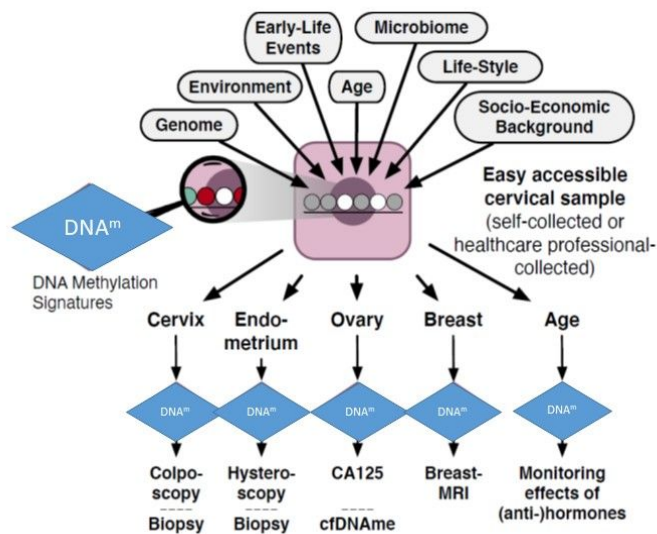 Early-Life
Events
Microbiome
Environment
Age
Life-Style
Genome
Socio-Economic
Background
DNAᵐ
DNA Methylation
Signatures
Easy accessible
cervical sample
(self-collected or
healthcare professional-
collected)
Cervix
Endo-
metrium
Ovary
Breast
Age
DNAᵐ
DNAᵐ
DNAᵐ
DNAᵐ
DNAᵐ
Colpo-
scopy
----
Biopsy
Hystero-
scopy
----
Biopsy
CA125
----
cfDNAme
Breast-
MRI
Monitoring
effects of
(anti-)hormones